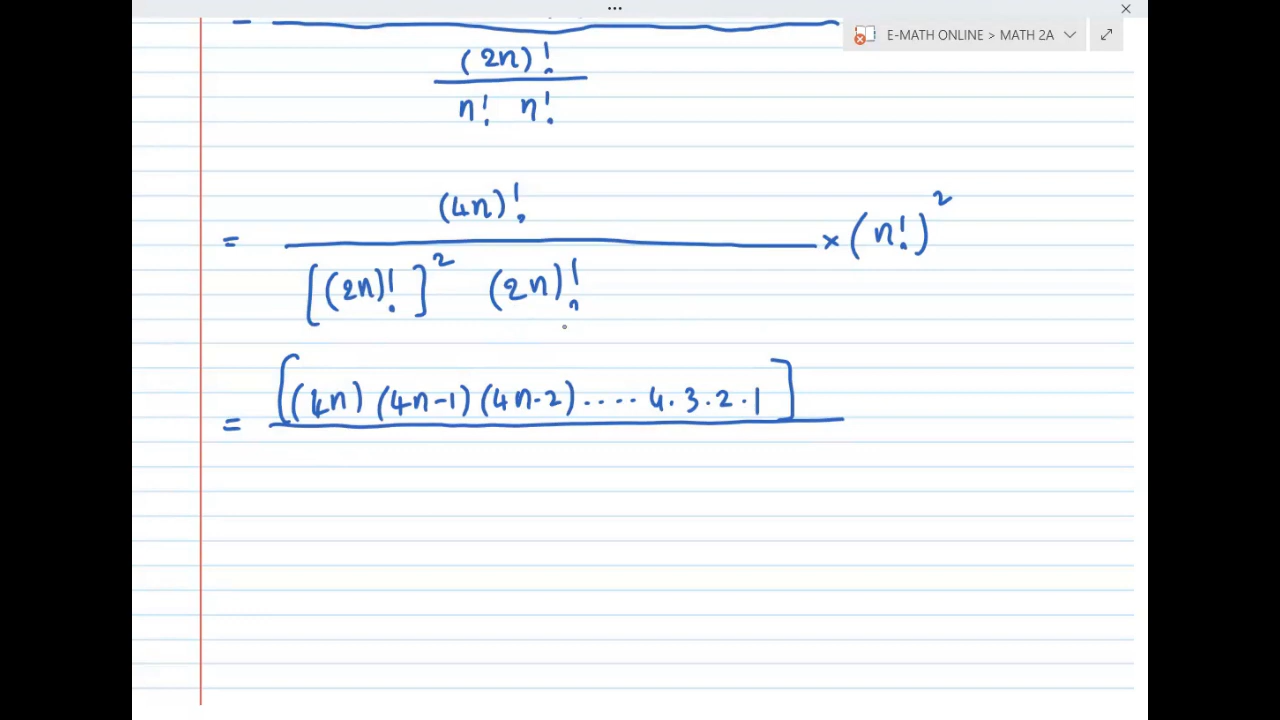 ...
E-MATH ONLINE > MATH 2A
=
(2n)!
n! n!
(4n)!
= × (n!)²
[(2n)!]² (2n)!
[(4n) (4n-1) (4n-2) .... 4.3.2.1]
=